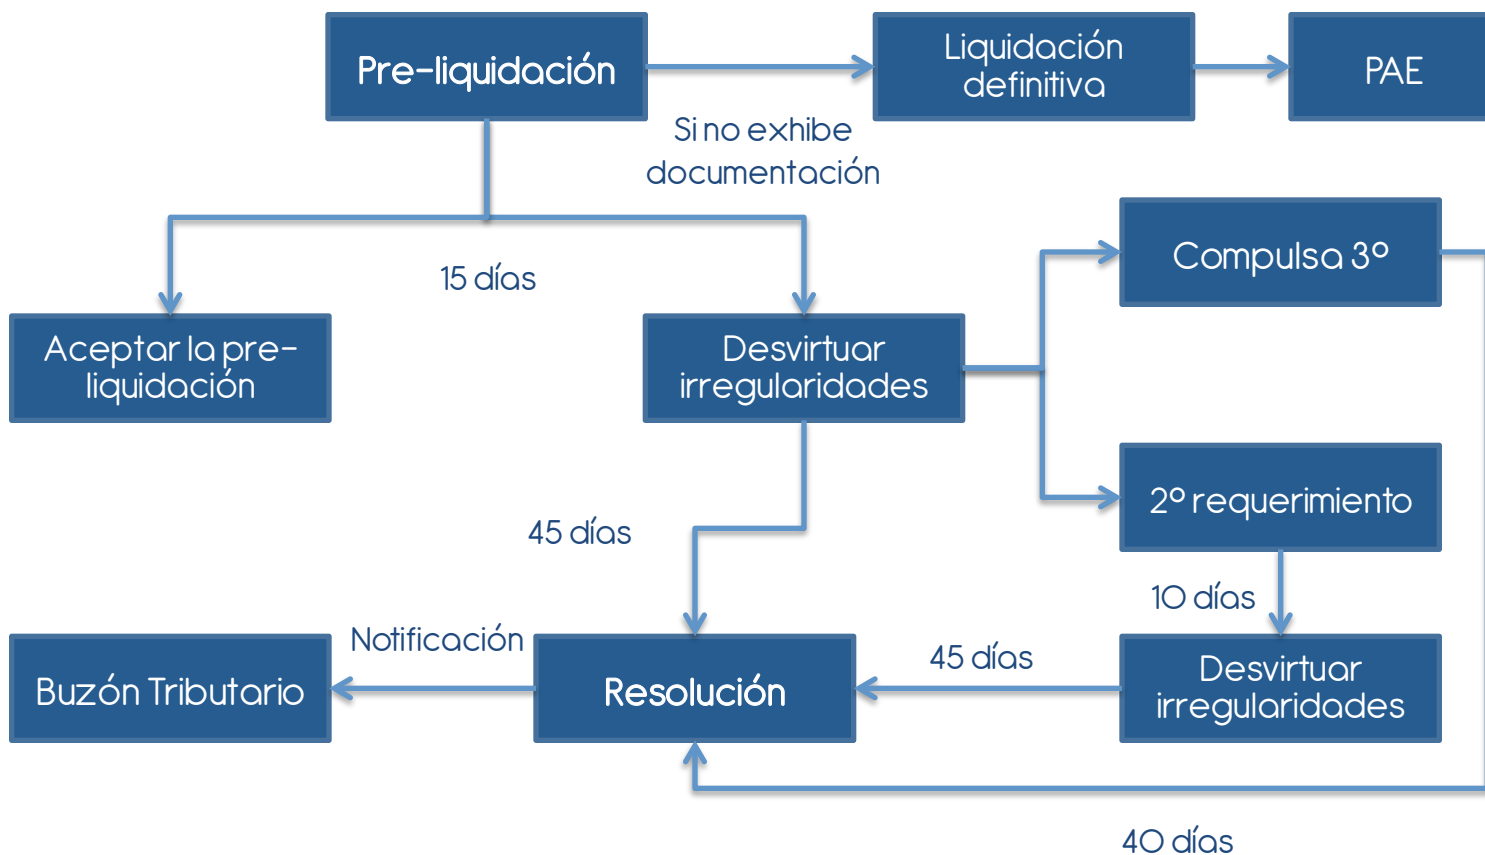 Pre-liquidación
Liquidación
definitiva
PAE
Si no exhibe
documentación
Compulsa 3º
15 días
Aceptar la pre-
liquidación
Desvirtuar
irregularidades
2º requerimiento
45 días
10 días
Notificación
45 días
Buzón Tributario
Resolución
Desvirtuar
irregularidades
40 días